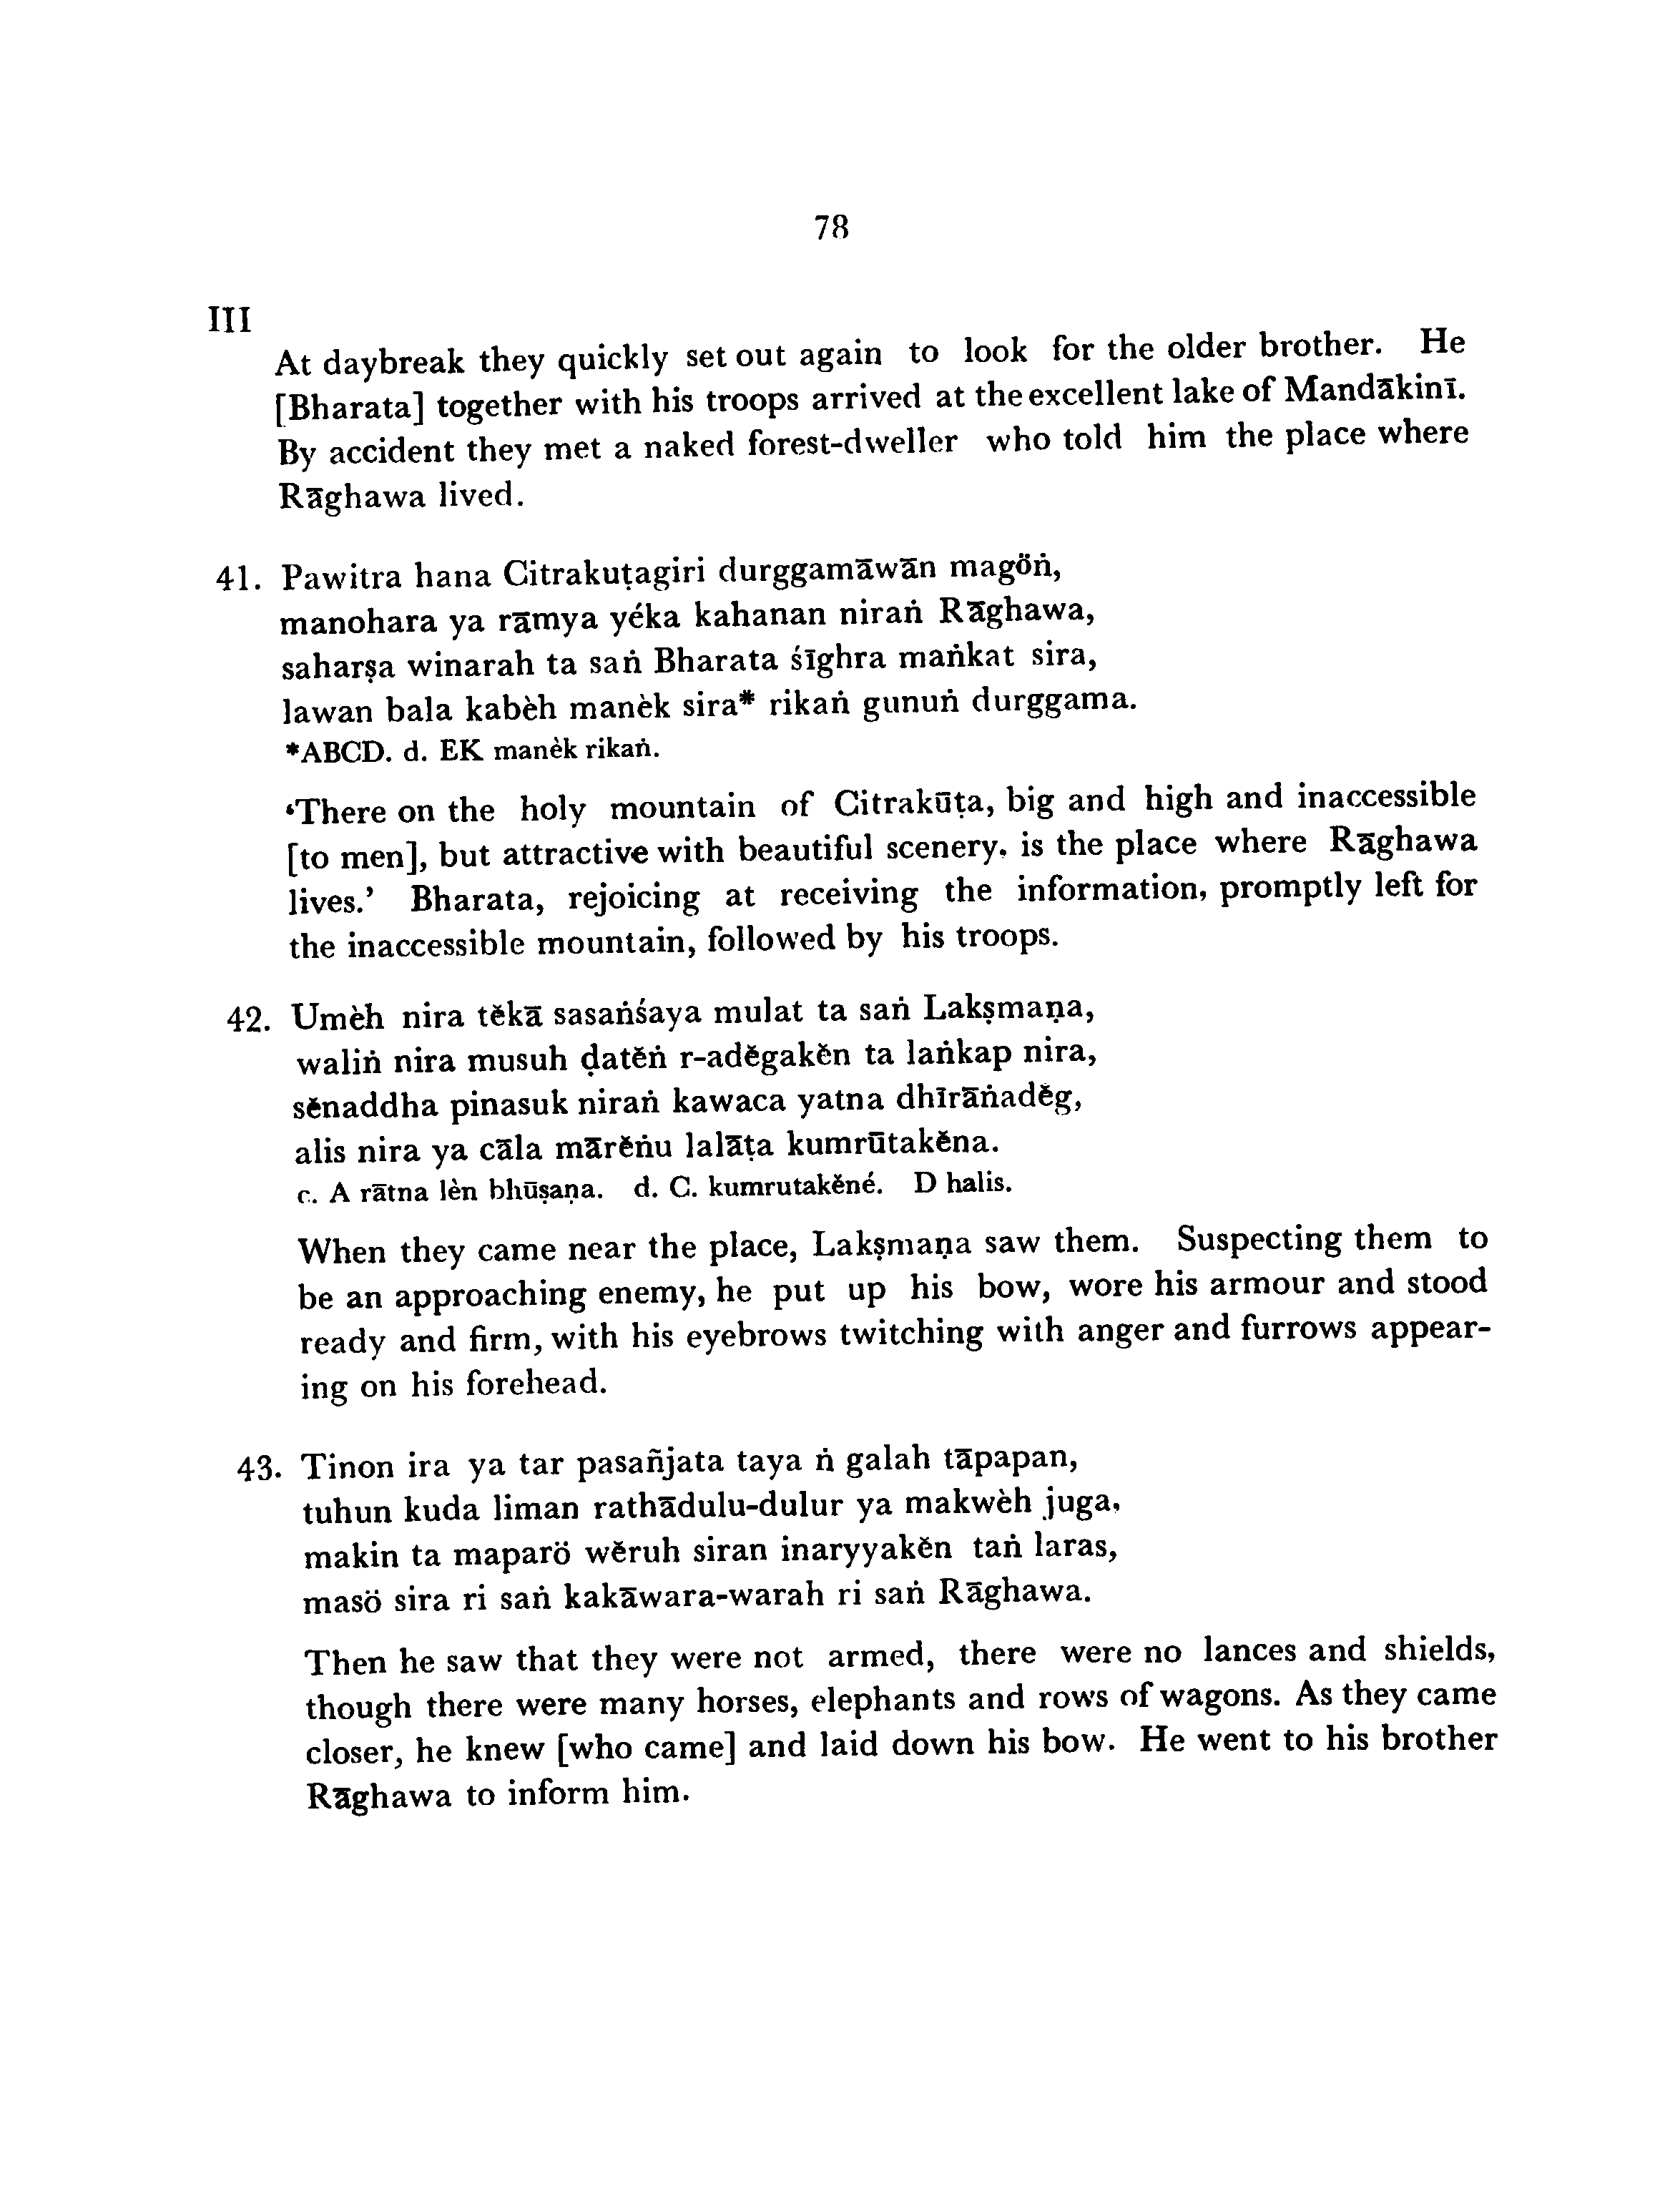 78
III
At daybreak they quickly set out again to look for the older brother. He
[Bharata] together with his troops arrived at the excellent lake of Mandākinī.
By accident they met a naked forest-dweller who told him the place where
Rāghawa lived.
41. Pawitra hana Citrakuṭagiri durggamāwān magöṅ,
manohara ya rāmya yéka kahanan niraṅ Rāghawa,
saharṣa winarah ta saṅ Bharata śīghra maṅkat sira,
lawan bala kabèh manèk sira* rikaṅ gunuṅ durggama.
*ABCD. d. EK manèk rikaṅ.
‘There on the holy mountain of Citrakūṭa, big and high and inaccessible
[to men], but attractive with beautiful scenery, is the place where Rāghawa
lives.’ Bharata, rejoicing at receiving the information, promptly left for
the inaccessible mountain, followed by his troops.
42. Umèh nira tĕkā sasaṅśaya mulat ta saṅ Lakṣmaṇa,
waliṅ nira musuh ḍatĕṅ r-adĕgakĕn ta laṅkap nira,
sĕnaddha pinasuk niraṅ kawaca yatna dhīrāṅadĕg,
alis nira ya cāla mārĕṅu lalāṭa kumrūtakĕna.
c. A rātna lèn bhūṣaṇa. d. C. kumrutakĕné. D halis.
When they came near the place, Lakṣmaṇa saw them. Suspecting them to
be an approaching enemy, he put up his bow, wore his armour and stood
ready and firm, with his eyebrows twitching with anger and furrows appear-
ing on his forehead.
43. Tinon ira ya tar pasañjata taya ṅ galah tāpapan,
tuhun kuda liman rathādulu-dulur ya makwèh juga,
makin ta maparö wĕruh siran inaryyakĕn taṅ laras,
masö sira ri saṅ kakāwara-warah ri saṅ Rāghawa.
Then he saw that they were not armed, there were no lances and shields,
though there were many horses, elephants and rows of wagons. As they came
closer, he knew [who came] and laid down his bow. He went to his brother
Rāghawa to inform him.